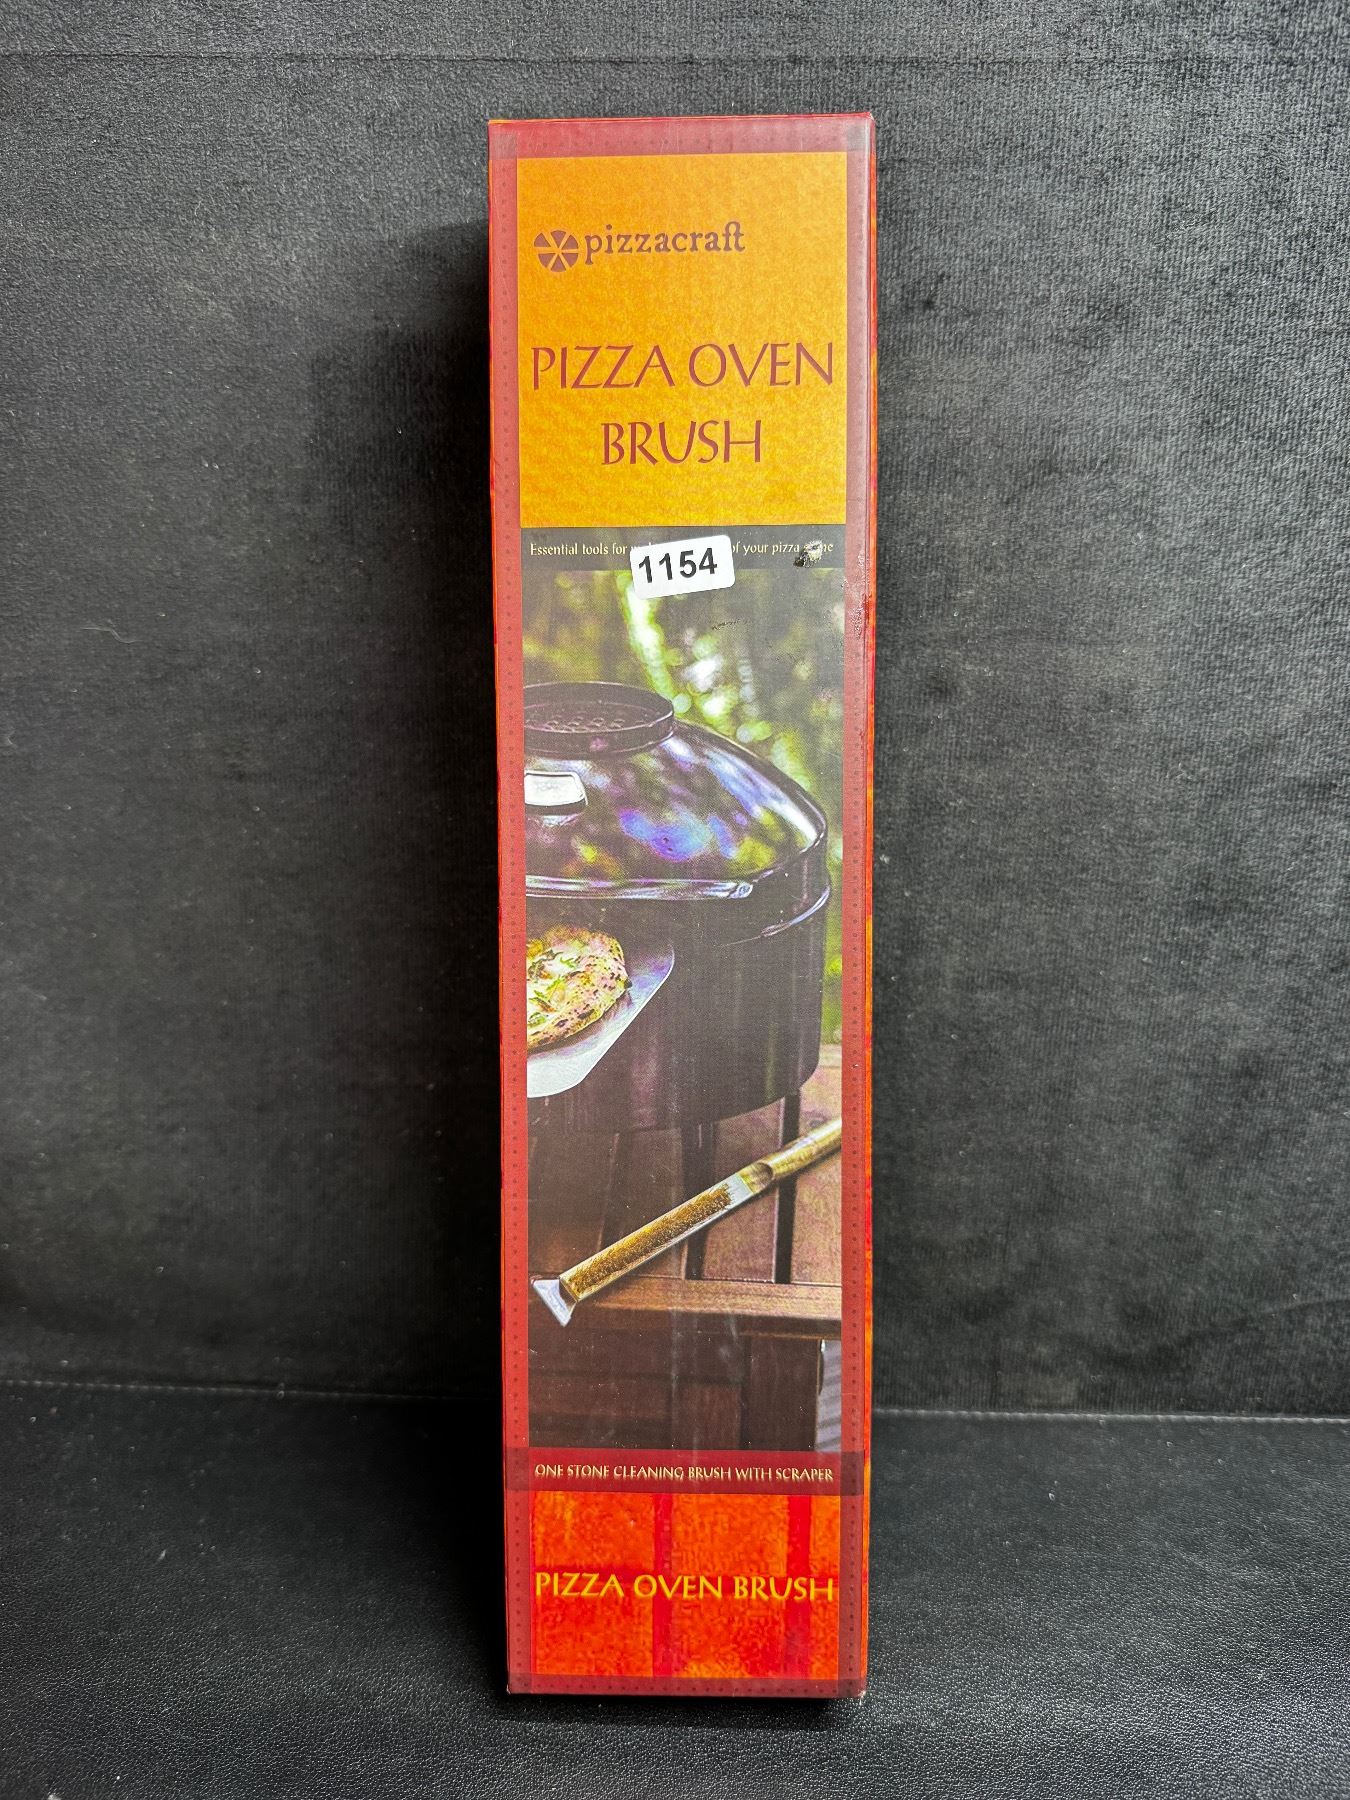 pizzacraft
PIZZA OVEN
BRUSH
Essential tools for
1154
of your pizza
ONE STONE CLEANING BRUSH WITH SCRAPER
PIZZA OVEN BRUSH